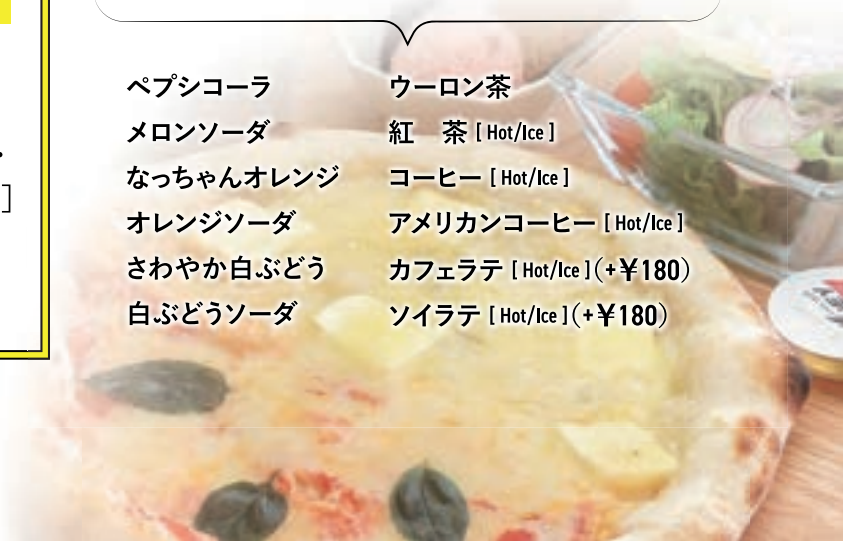 ペプシコーラ
メロンソーダ
なっちゃんオレンジ
オレンジソーダ
さわやか白ぶどう
白ぶどうソーダ
ウーロン茶
紅　茶 [ Hot/Ice ]
コーヒー [ Hot/Ice ]
アメリカンコーヒー [ Hot/Ice ]
カフェラテ [ Hot/Ice ]（+￥180）
ソイラテ [ Hot/Ice ]（+￥180）
]